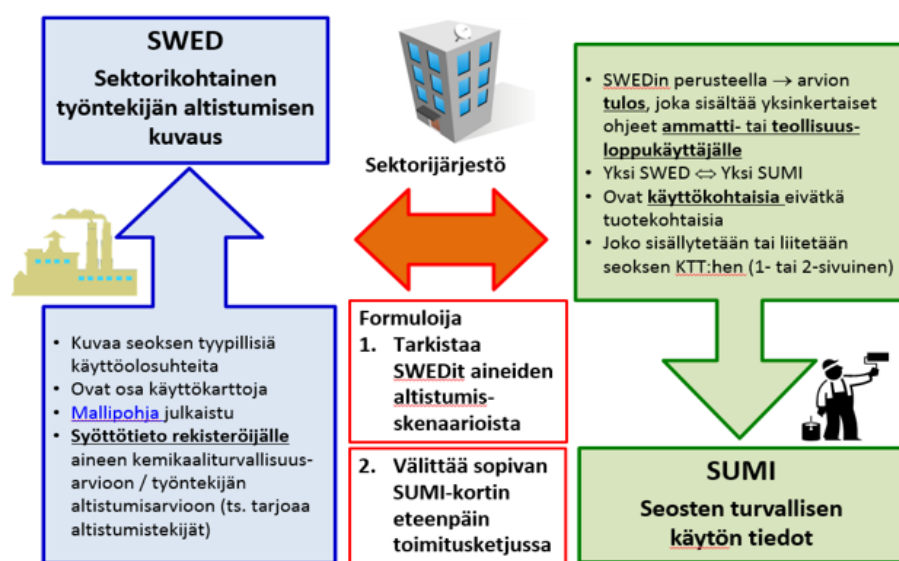 SWED
Sektorikohtainen
työntekijän altistumisen
kuvaus
• Kuvaa seoksen tyypillisiä
käyttöolosuhteita
• Ovat osa käyttökarttoja
• Mallipohja julkaistu
• Syöttötieto rekisteröijälle
aineen kemikaaliturvallisuus-
arvioon / työntekijän
altistumisarvioon (ts. tarjoaa
altistumistekijät)
Sektorijärjestö
Formuloija
1. Tarkistaa
SWEDit aineiden
altistumis-
skenaarioista
2. Välittää sopivan
SUMI-kortin
eteenpäin
toimitusketjussa
• SWEDin perusteella → arvion
tulos, joka sisältää yksinkertaiset
ohjeet ammatti- tai teollisuus-
loppukäyttäjälle
• Yksi SWED ⇔ Yksi SUMI
• Ovat käyttökohtaisia eivätkä
tuotekohtaisia
• Joko sisällytetään tai liitetään
seoksen KTT:hen (1- tai 2-sivuinen)
SUMI
Seosten turvallisen
käytön tiedot